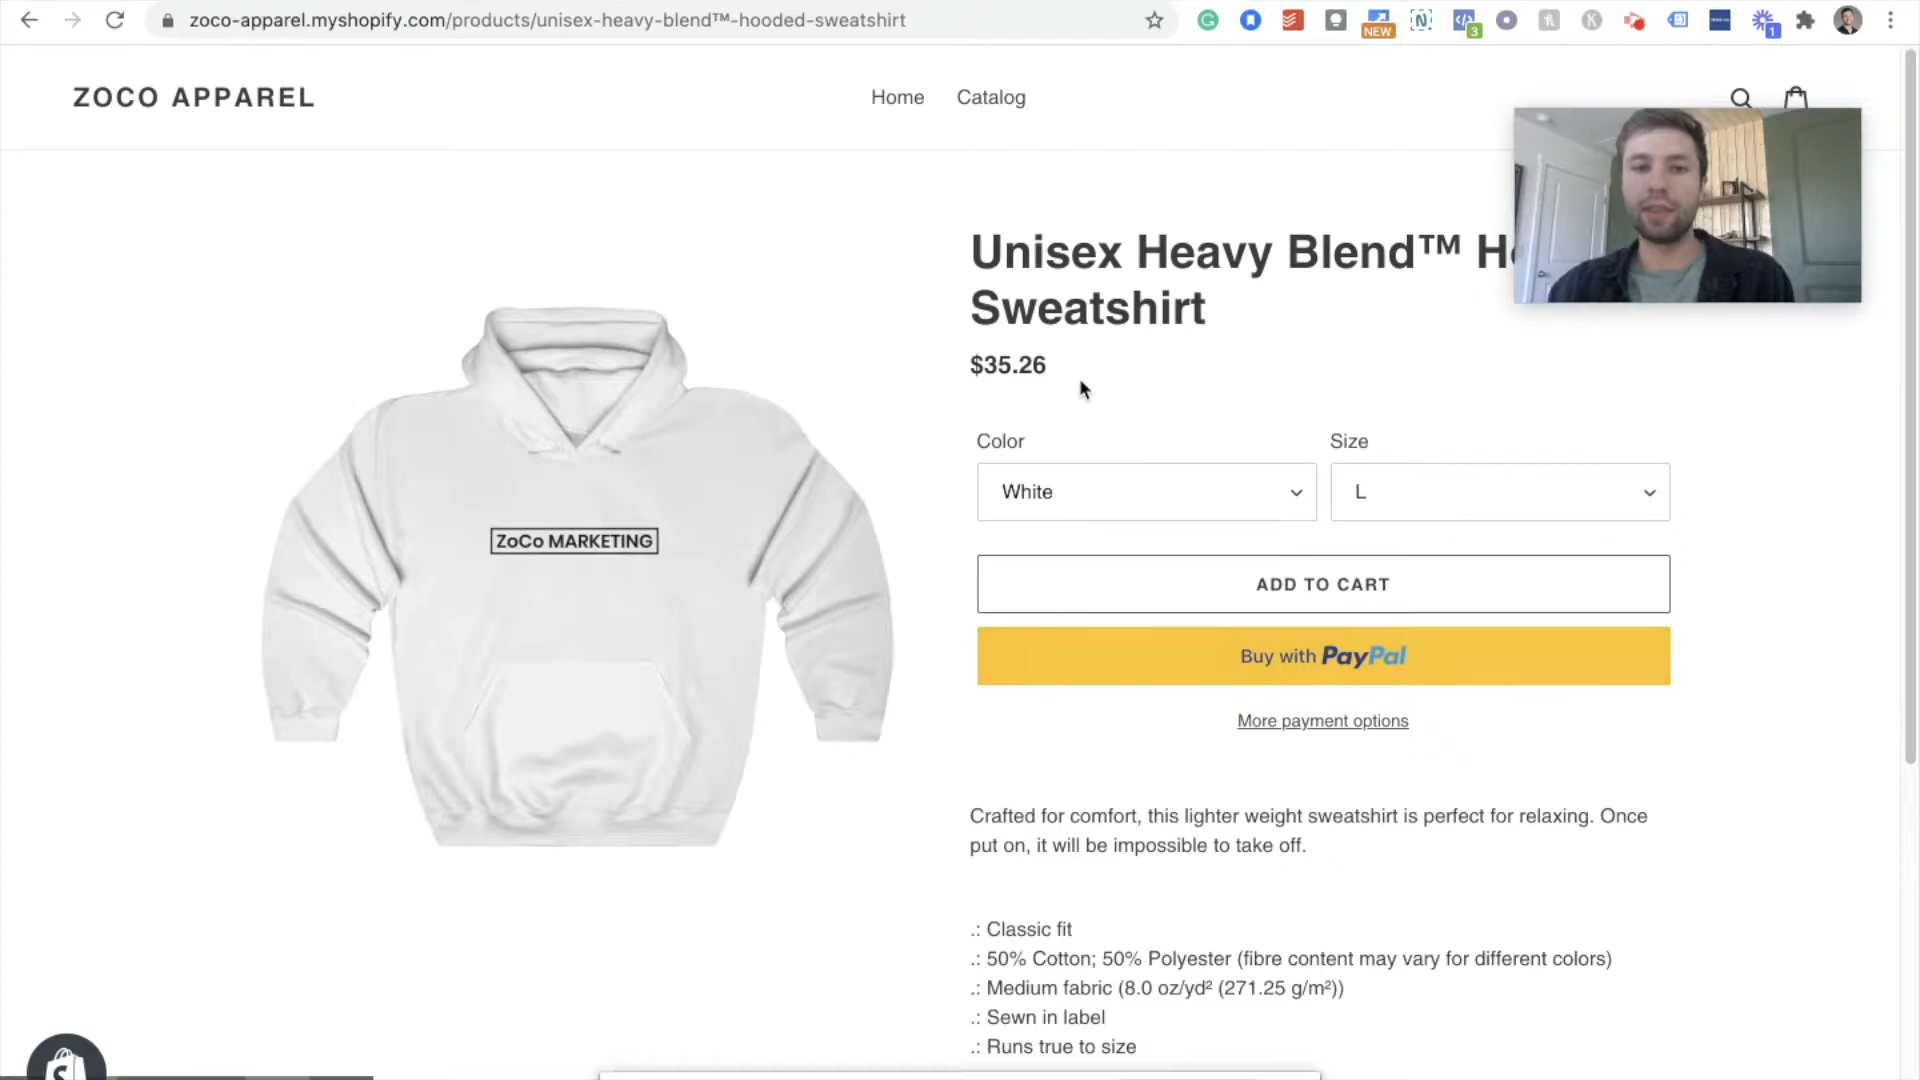 zoco-apparel.myshopify.com/products/unisex-heavy-blend™-hooded-sweatshirt
NEW
3
1
ZOCO APPAREL
Home
Catalog
Unisex Heavy Blend™
Sweatshirt
$35.26
Color
Size
White
L
ZoCo MARKETING
ADD TO CART
Buy with PayPal
More payment options
Crafted for comfort, this lighter weight sweatshirt is perfect for relaxing. Once
put on, it will be impossible to take off.
.: Classic fit
.: 50% Cotton; 50% Polyester (fibre content may vary for different colors)
.: Medium fabric (8.0 oz/yd² (271.25 g/m²))
.: Sewn in label
.: Runs true to size